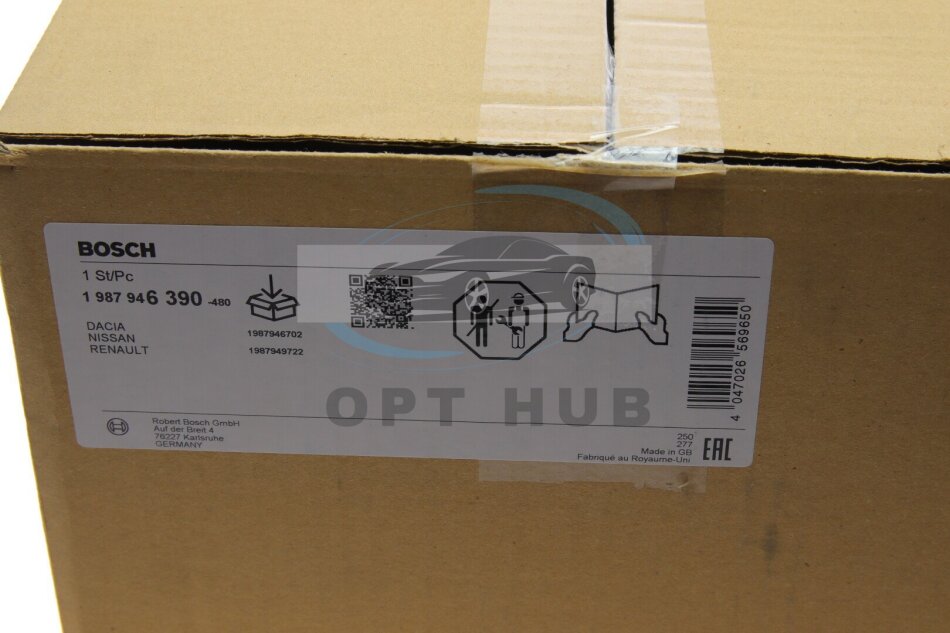 BOSCH
1 St/Pc
1 987 946 390 -480
DACIA
NISSAN
RENAULT
1987946702
1987949722
OPT HUB
Robert Bosch GmbH
Auf der Breit 4
76227 Karlsruhe
GERMANY
250
277
Made in GB
Fabriqué au Royaume-Uni
EAC
4 047026 569650